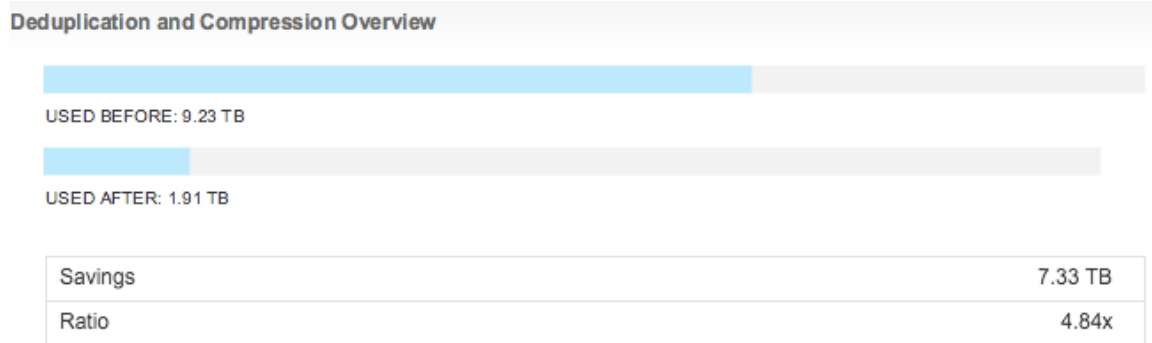 Deduplication and Compression Overview
USED BEFORE: 9.23 TB
USED AFTER: 1.91 TB
Savings 7.33 TB
Ratio 4.84x